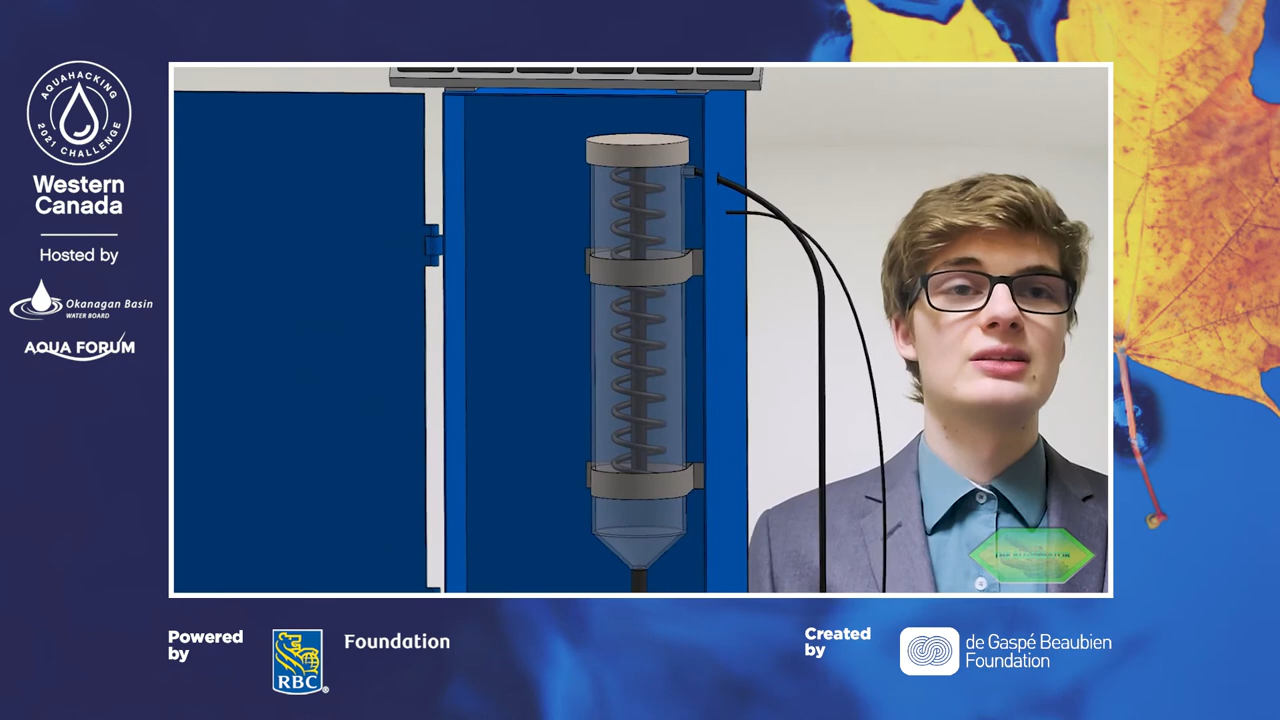 AQUAHACKING
2021 CHALLENGE
Western
Canada
Hosted by
Okanagan Basin
WATER BOARD
AQUA FORUM
Powered
by
RBC®
Foundation
Created
by
de Gaspé Beaubien
Foundation